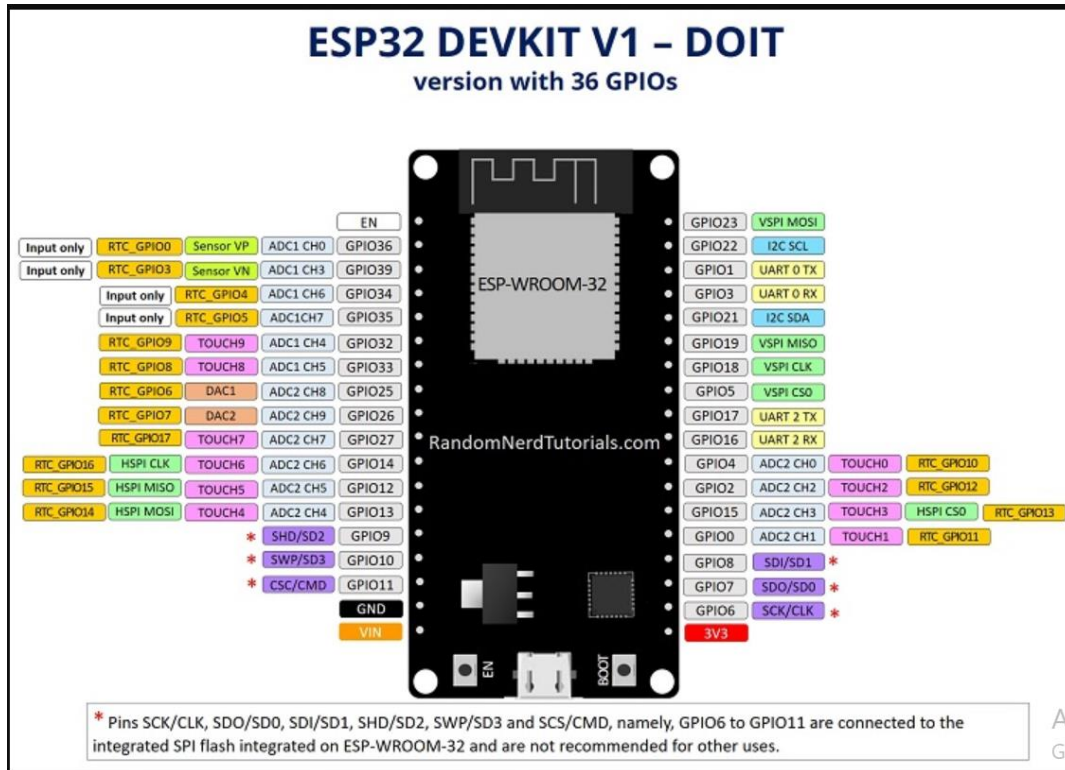 ESP32 DEVKIT V1 – DOIT
version with 36 GPIOs
EN
Input only RTC_GPIO0 Sensor VP ADC1 CH0 GPIO36
Input only RTC_GPIO3 Sensor VN ADC1 CH3 GPIO39
Input only RTC_GPIO4 ADC1 CH6 GPIO34
Input only RTC_GPIO5 ADC1CH7 GPIO35
RTC_GPIO9 TOUCH9 ADC1 CH4 GPIO32
RTC_GPIO8 TOUCH8 ADC1 CH5 GPIO33
RTC_GPIO6 DAC1 ADC2 CH8 GPIO25
RTC_GPIO7 DAC2 ADC2 CH9 GPIO26
RTC_GPIO17 TOUCH7 ADC2 CH7 GPIO27
RTC_GPIO16 HSPI CLK TOUCH6 ADC2 CH6 GPIO14
RTC_GPIO15 HSPI MISO TOUCH5 ADC2 CH5 GPIO12
RTC_GPIO14 HSPI MOSI TOUCH4 ADC2 CH4 GPIO13
* SHD/SD2 GPIO9
* SWP/SD3 GPIO10
* CSC/CMD GPIO11
GND
VIN
ESP-WROOM-32
RandomNerdTutorials.com
EN
BOOT
GPIO23 VSPI MOSI
GPIO22 I2C SCL
GPIO1 UART 0 TX
GPIO3 UART 0 RX
GPIO21 I2C SDA
GPIO19 VSPI MISO
GPIO18 VSPI CLK
GPIO5 VSPI CS0
GPIO17 UART 2 TX
GPIO16 UART 2 RX
GPIO4 ADC2 CH0 TOUCH0 RTC_GPIO10
GPIO2 ADC2 CH2 TOUCH2 RTC_GPIO12
GPIO15 ADC2 CH3 TOUCH3 HSPI CS0 RTC_GPIO13
GPIO0 ADC2 CH1 TOUCH1 RTC_GPIO11
GPIO8 SDI/SD1 *
GPIO7 SDO/SD0 *
GPIO6 SCK/CLK *
3V3
* Pins SCK/CLK, SDO/SD0, SDI/SD1, SHD/SD2, SWP/SD3 and SCS/CMD, namely, GPIO6 to GPIO11 are connected to the
integrated SPI flash integrated on ESP-WROOM-32 and are not recommended for other uses.
A
G